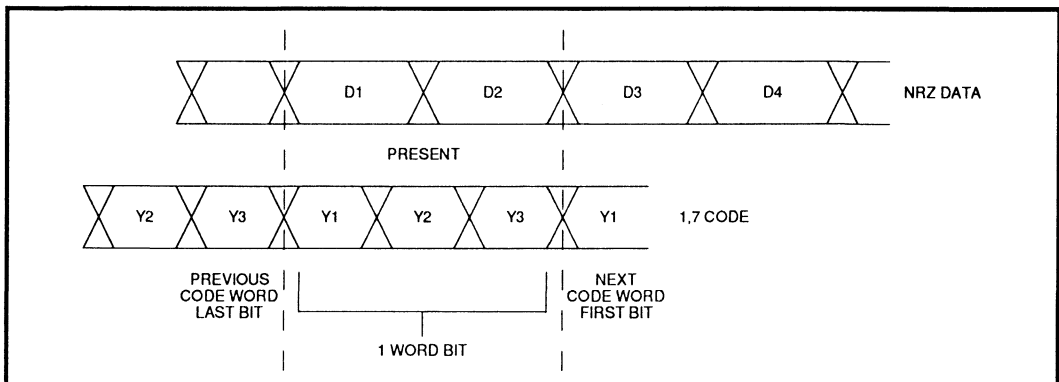 D1 D2 D3 D4 NRZ DATA
PRESENT
Y2 Y3 Y1 Y2 Y3 Y1 1,7 CODE
PREVIOUS
CODE WORD
LAST BIT
NEXT
CODE WORD
FIRST BIT
1 WORD BIT